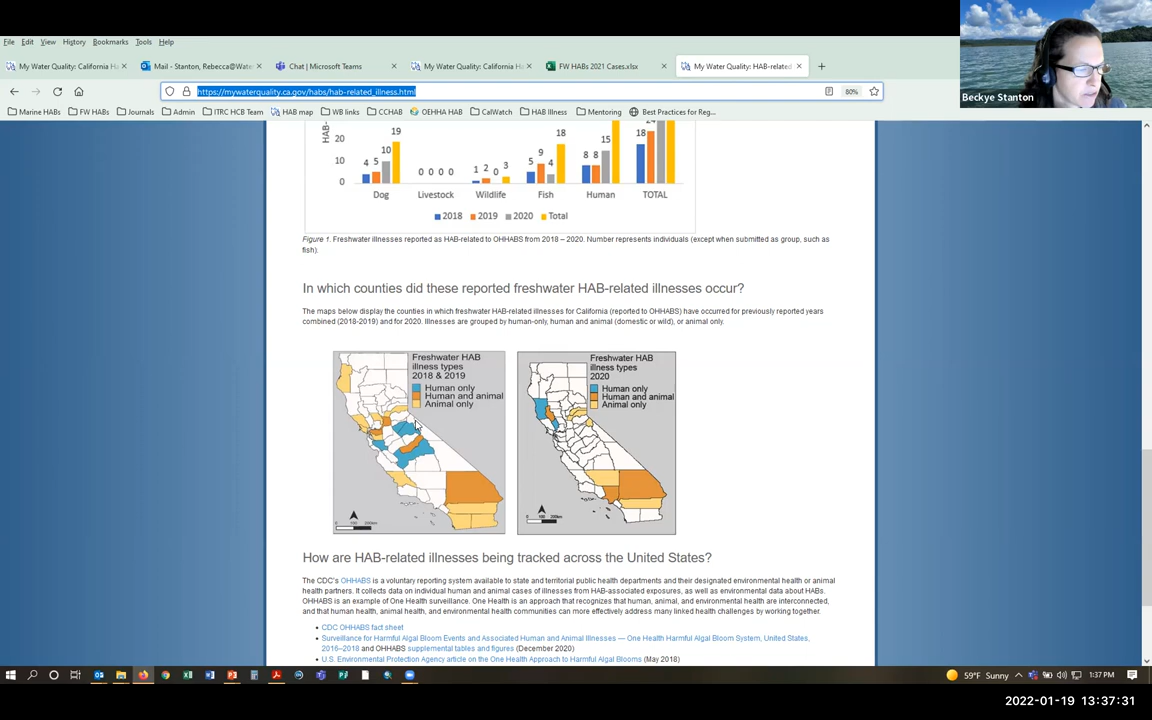 File Edit View History Bookmarks Tools Help
My Water Quality: California Ha × Mail - Stanton, Rebecca@Water × Chat | Microsoft Teams × My Water Quality: California Ha × FW HABs 2021 Cases.xlsx × My Water Quality: HAB-related × +
https://mywaterquality.ca.gov/habs/hab-related_illness.html 80%
Marine HABs FW HABs Journals Admin ITRC HCB Team HAB map WB links CCHAB OEHHA HAB CalWatch HAB Illness Mentoring Best Practices for Reg...
Beckye Stanton
HAB-
20
10
0
4 5 10 19
0 0 0 0
1 2 0 3
5 9 4 18
8 8 15
18 24
Dog Livestock Wildlife Fish Human TOTAL
2018 2019 2020 Total
Figure 1. Freshwater illnesses reported as HAB-related to OHHABS from 2018 – 2020. Number represents individuals (except when submitted as group, such as
fish).
In which counties did these reported freshwater HAB-related illnesses occur?
The maps below display the counties in which freshwater HAB-related illnesses for California (reported to OHHABS) have occurred for previously reported years
combined (2018-2019) and for 2020. Illnesses are grouped by human-only, human and animal (domestic or wild), or animal only.
Freshwater HAB
illness types
2018 & 2019
Human only
Human and animal
Animal only
Freshwater HAB
illness types
2020
Human only
Human and animal
Animal only
How are HAB-related illnesses being tracked across the United States?
The CDC's OHHABS is a voluntary reporting system available to state and territorial public health departments and their designated environmental health or animal
health partners. It collects data on individual human and animal cases of illnesses from HAB-associated exposures, as well as environmental data about HABs.
OHHABS is an example of One Health surveillance. One Health is an approach that recognizes that human, animal, and environmental health are interconnected,
and that human health, animal health, and environmental health communities can more effectively address many linked health challenges by working together.
• CDC OHHABS fact sheet
• Surveillance for Harmful Algal Bloom Events and Associated Human and Animal Illnesses — One Health Harmful Algal Bloom System, United States,
2016–2018 and OHHABS supplemental tables and figures (December 2020)
• U.S. Environmental Protection Agency article on the One Health Approach to Harmful Algal Blooms (May 2018)
59°F Sunny 1:37 PM
2022-01-19 13:37:31